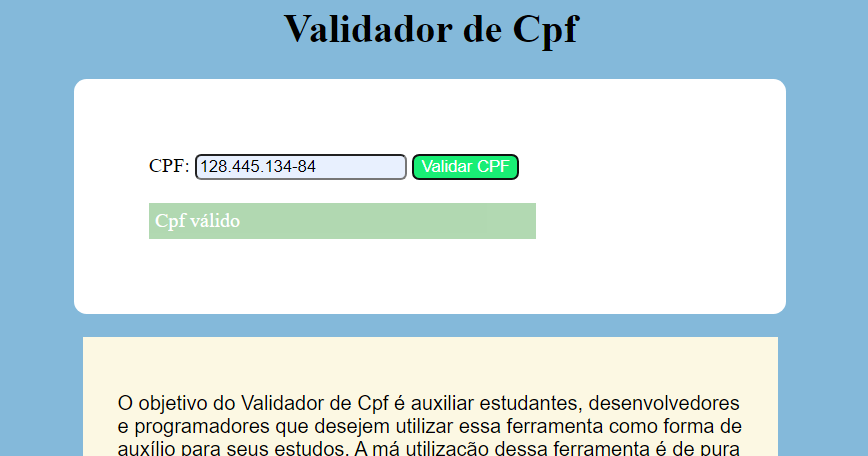 Validador de Cpf
CPF: 128.445.134-84 Validar CPF
Cpf válido
O objetivo do Validador de Cpf é auxiliar estudantes, desenvolvedores
e programadores que desejem utilizar essa ferramenta como forma de
auxílio para seus estudos. A má utilização dessa ferramenta é de pura